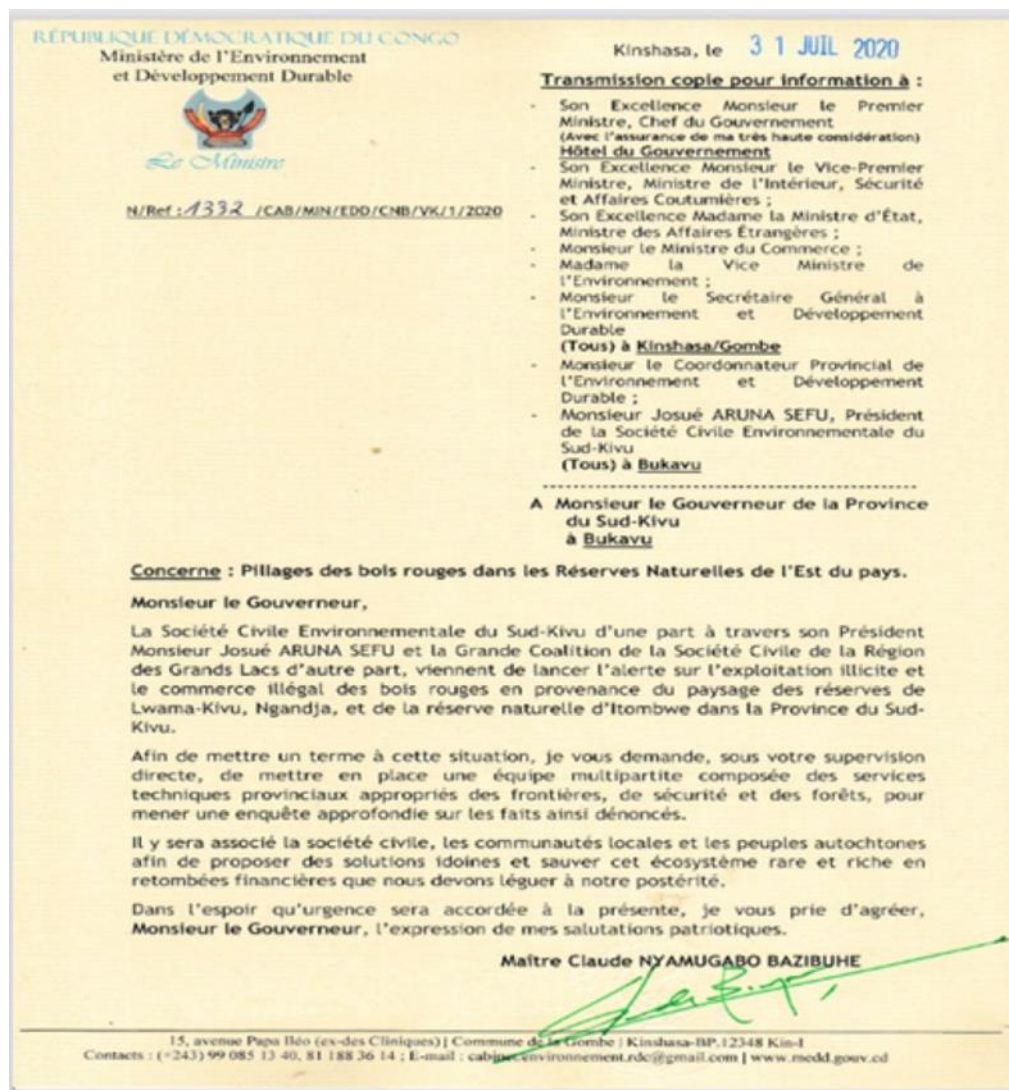 RÉPUBLIQUE DÉMOCRATIQUE DU CONGO
Ministère de l'Environnement
et Développement Durable
Le Ministre
N/Ref : 1332 /CAB/MIN/EDD/CNB/VK/1/2020
Kinshasa, le 31 JUIL 2020
Transmission copie pour information à :
- Son Excellence Monsieur le Premier
Ministre, Chef du Gouvernement
(Avec l'assurance de ma très haute considération)
Hôtel du Gouvernement
- Son Excellence Monsieur le Vice-Premier
Ministre, Ministre de l'Intérieur, Sécurité
et Affaires Coutumières ;
- Son Excellence Madame la Ministre d'État,
Ministre des Affaires Étrangères ;
- Monsieur le Ministre du Commerce ;
- Madame la Vice Ministre de
l'Environnement ;
- Monsieur le Secrétaire Général à
l'Environnement et Développement
Durable
(Tous) à Kinshasa/Gombe
- Monsieur le Coordonnateur Provincial de
l'Environnement et Développement
Durable ;
- Monsieur Josué ARUNA SEFU, Président
de la Société Civile Environnementale du
Sud-Kivu
(Tous) à Bukavu
A Monsieur le Gouverneur de la Province
du Sud-Kivu
à Bukavu
Concerne : Pillages des bois rouges dans les Réserves Naturelles de l'Est du pays.
Monsieur le Gouverneur,
La Société Civile Environnementale du Sud-Kivu d'une part à travers son Président
Monsieur Josué ARUNA SEFU et la Grande Coalition de la Société Civile de la Région
des Grands Lacs d'autre part, viennent de lancer l'alerte sur l'exploitation illicite et
le commerce illégal des bois rouges en provenance du paysage des réserves de
Lwama-Kivu, Ngandja, et de la réserve naturelle d'Itombwe dans la Province du Sud-
Kivu.
Afin de mettre un terme à cette situation, je vous demande, sous votre supervision
directe, de mettre en place une équipe multipartite composée des services
techniques provinciaux appropriés des frontières, de sécurité et des forêts, pour
mener une enquête approfondie sur les faits ainsi dénoncés.
Il y sera associé la société civile, les communautés locales et les peuples autochtones
afin de proposer des solutions idoines et sauver cet écosystème rare et riche en
retombées financières que nous devons léguer à notre postérité.
Dans l'espoir qu'urgence sera accordée à la présente, je vous prie d'agréer,
Monsieur le Gouverneur, l'expression de mes salutations patriotiques.
Maître Claude NYAMUGABO BAZIBUHE
15, avenue Papa Iléo (ex-des Cliniques) | Commune de la Gombe | Kinshasa-BP.12348 Kin-I
Contacts : (+243) 99 085 13 40, 81 188 36 14 ; E-mail : cabinet.environnement.rdc@gmail.com | www.medd.gouv.cd